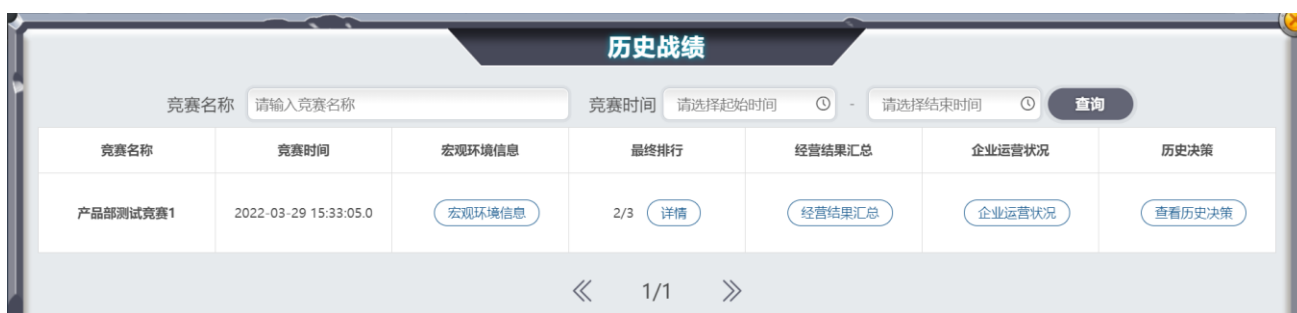 历史战绩
竞赛名称 请输入竞赛名称 竞赛时间 请选择起始时间 - 请选择结束时间 查询
竞赛名称 竞赛时间 宏观环境信息 最终排行 经营结果汇总 企业运营状况 历史决策
产品部测试竞赛1 2022-03-29 15:33:05.0 宏观环境信息 2/3 详情 经营结果汇总 企业运营状况 查看历史决策
1/1